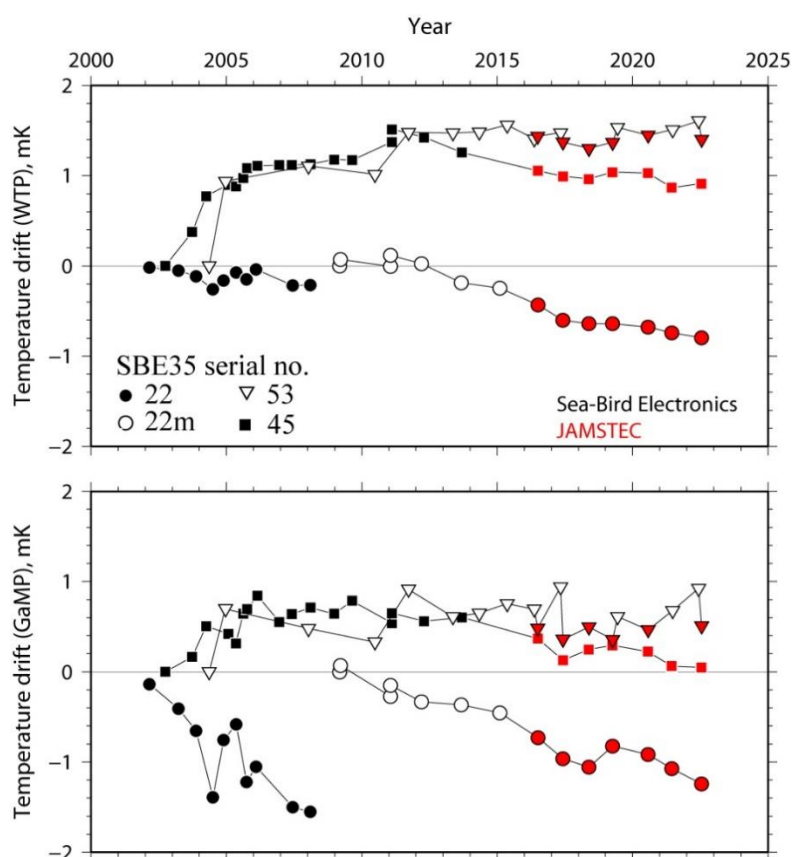 Year
2000 2005 2010 2015 2020 2025
Temperature drift (WTP), mK
2
1
0
−1
−2
SBE35 serial no.
22 53
22m 45
Sea-Bird Electronics
JAMSTEC
Temperature drift (GaMP), mK
2
1
0
−1
−2